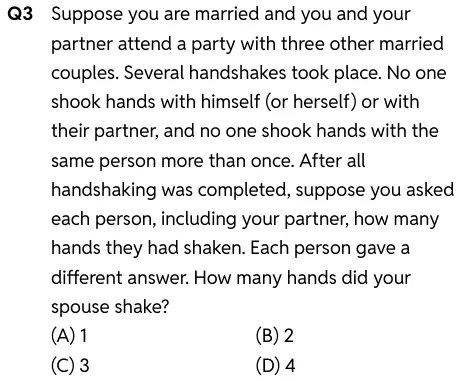 Q3 Suppose you are married and you and your
partner attend a party with three other married
couples. Several handshakes took place. No one
shook hands with himself (or herself) or with
their partner, and no one shook hands with the
same person more than once. After all
handshaking was completed, suppose you asked
each person, including your partner, how many
hands they had shaken. Each person gave a
different answer. How many hands did your
spouse shake?
(A) 1 (B) 2
(C) 3 (D) 4